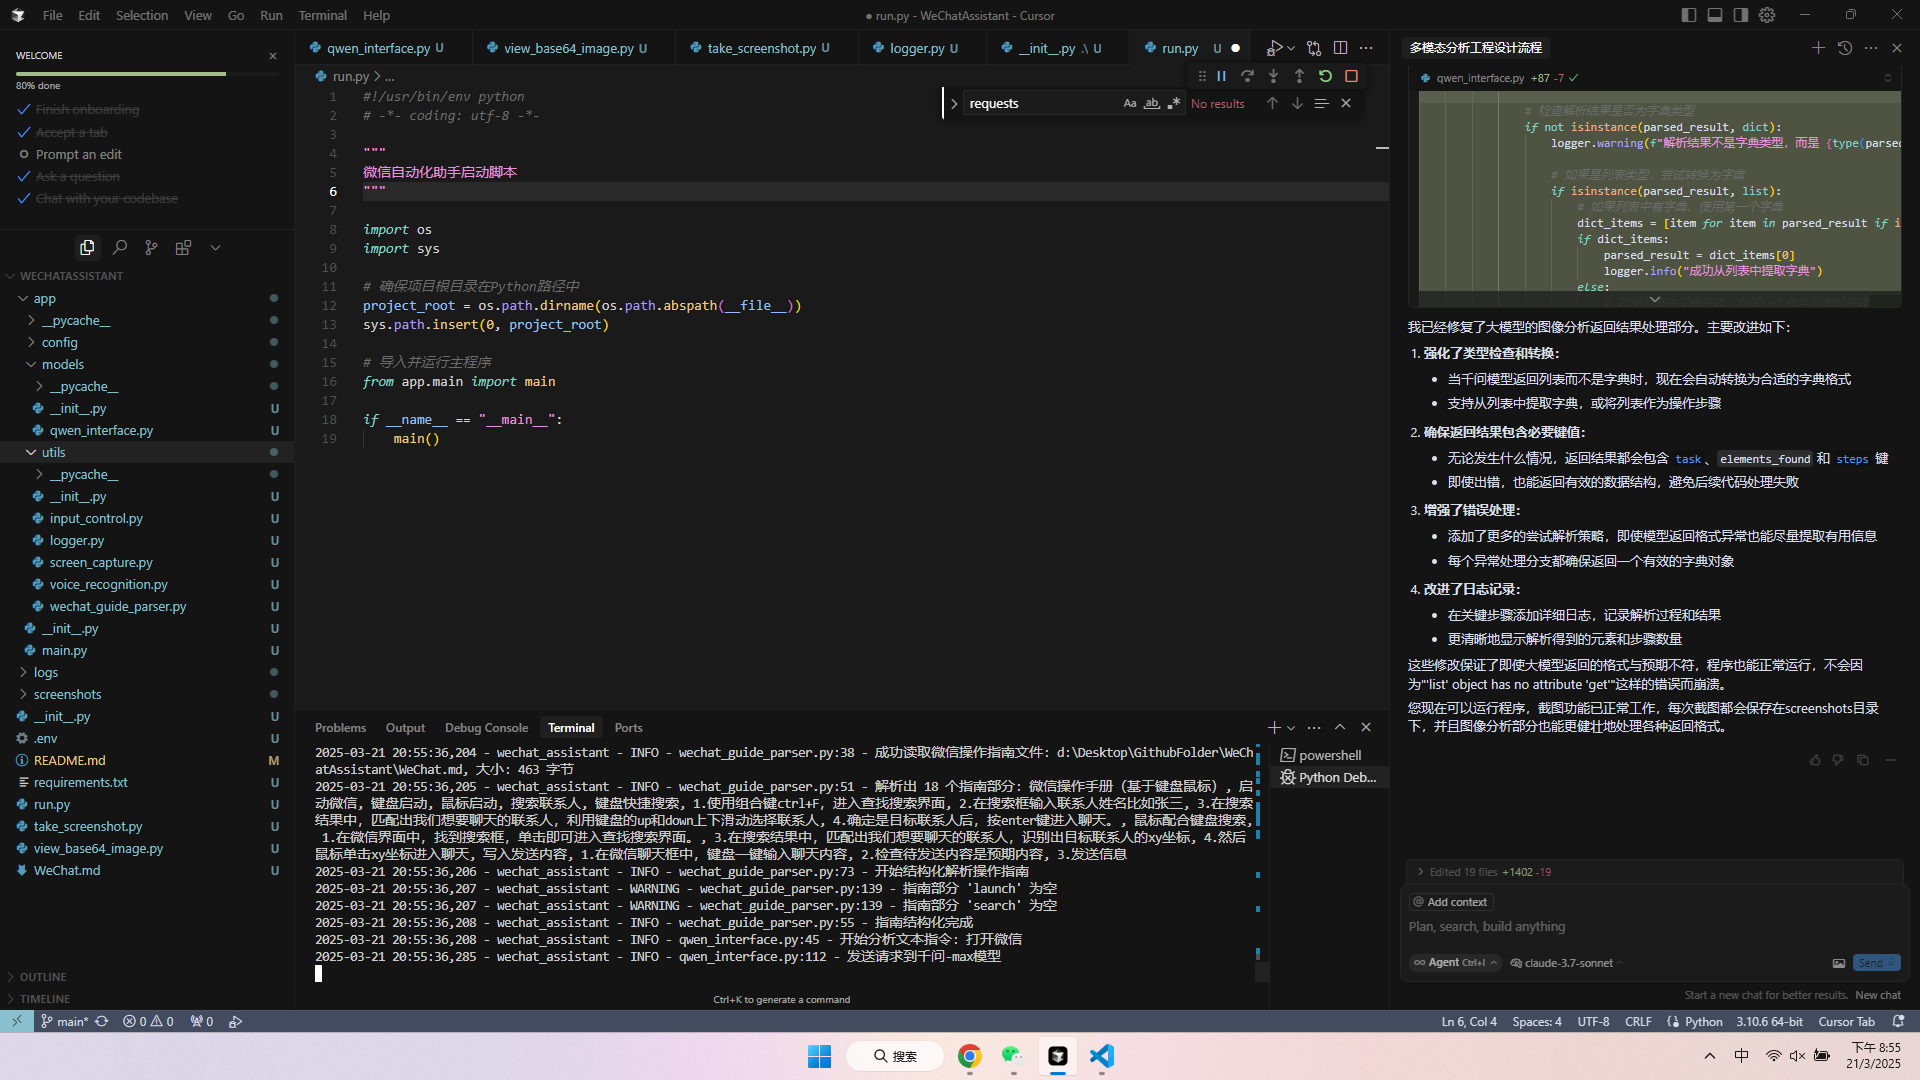 File Edit Selection View Go Run Terminal Help
● run.py - WeChatAssistant - Cursor
WELCOME
80% done
Finish onboarding
Accept a tab
Prompt an edit
Ask a question
Chat with your codebase
WECHATASSISTANT
app
__pycache__
config
models
__pycache__
__init__.py U
qwen_interface.py U
utils
__pycache__
__init__.py U
input_control.py U
logger.py U
screen_capture.py U
voice_recognition.py U
wechat_guide_parser.py U
__init__.py U
main.py U
logs
screenshots
__init__.py U
.env U
README.md M
requirements.txt U
run.py U
take_screenshot.py U
view_base64_image.py U
WeChat.md U
OUTLINE
TIMELINE
qwen_interface.py U view_base64_image.py U take_screenshot.py U logger.py U __init__.py .\ U run.py U
run.py > ...
requests Aa ab .* No results
1 #!/usr/bin/env python
2 # -*- coding: utf-8 -*-
3
4 """
5 微信自动化助手启动脚本
6 """
7
8 import os
9 import sys
10
11 # 确保项目根目录在Python路径中
12 project_root = os.path.dirname(os.path.abspath(__file__))
13 sys.path.insert(0, project_root)
14
15 # 导入并运行主程序
16 from app.main import main
17
18 if __name__ == "__main__":
19 main()
Problems Output Debug Console Terminal Ports
2025-03-21 20:55:36,204 - wechat_assistant - INFO - wechat_guide_parser.py:38 - 成功读取微信操作指南文件: d:\Desktop\GithubFolder\WeCh
atAssistant\WeChat.md, 大小: 463 字节
2025-03-21 20:55:36,205 - wechat_assistant - INFO - wechat_guide_parser.py:51 - 解析出 18 个指南部分: 微信操作手册（基于键盘鼠标）, 启
动微信, 键盘启动, 鼠标启动, 搜索联系人, 键盘快捷搜索, 1.使用组合键ctrl+F, 进入查找搜索界面, 2.在搜索框输入联系人姓名比如张三, 3.在搜索
结果中, 匹配出我们想要聊天的联系人, 利用键盘的up和down上下滑动选择联系人, 4.确定是目标联系人后, 按enter键进入聊天。, 鼠标配合键盘搜索,
1.在微信界面中, 找到搜索框, 单击即可进入查找搜索界面。, 3.在搜索结果中, 匹配出我们想要聊天的联系人, 识别出目标联系人的xy坐标, 4.然后
鼠标单击xy坐标进入聊天, 写入发送内容, 1.在微信聊天框中, 键盘一键输入聊天内容, 2.检查待发送内容是预期内容, 3.发送信息
2025-03-21 20:55:36,206 - wechat_assistant - INFO - wechat_guide_parser.py:73 - 开始结构化解析操作指南
2025-03-21 20:55:36,207 - wechat_assistant - WARNING - wechat_guide_parser.py:139 - 指南部分 'launch' 为空
2025-03-21 20:55:36,207 - wechat_assistant - WARNING - wechat_guide_parser.py:139 - 指南部分 'search' 为空
2025-03-21 20:55:36,208 - wechat_assistant - INFO - wechat_guide_parser.py:55 - 指南结构化完成
2025-03-21 20:55:36,208 - wechat_assistant - INFO - qwen_interface.py:45 - 开始分析文本指令: 打开微信
2025-03-21 20:55:36,285 - wechat_assistant - INFO - qwen_interface.py:112 - 发送请求到千问-max模型
Ctrl+K to generate a command
powershell
Python Deb...
多模态分析工程设计流程
qwen_interface.py +87 -7
# 检查解析结果是否为字典类型
if not isinstance(parsed_result, dict):
logger.warning(f"解析结果不是字典类型，而是 {type(parse
# 如果是列表类型，尝试转换为字典
if isinstance(parsed_result, list):
# 如果列表中有字典，使用第一个字典
dict_items = [item for item in parsed_result if i
if dict_items:
parsed_result = dict_items[0]
logger.info("成功从列表中提取字典")
else:
我已经修复了大模型的图像分析返回结果处理部分。主要改进如下：
1. 强化了类型检查和转换：
当千问模型返回列表而不是字典时，现在会自动转换为合适的字典格式
支持从列表中提取字典，或将列表作为操作步骤
2. 确保返回结果包含必要键值：
无论发生什么情况，返回结果都会包含 task、elements_found 和 steps 键
即使出错，也能返回有效的数据结构，避免后续代码处理失败
3. 增强了错误处理：
添加了更多的尝试解析策略，即使模型返回格式异常也能尽量提取有用信息
每个异常处理分支都确保返回一个有效的字典对象
4. 改进了日志记录：
在关键步骤添加详细日志，记录解析过程和结果
更清晰地显示解析得到的元素和步骤数量
这些修改保证了即使大模型返回的格式与预期不符，程序也能正常运行，不会因
为"'list' object has no attribute 'get'"这样的错误而崩溃。
您现在可以运行程序，截图功能已正常工作，每次截图都会保存在screenshots目录
下，并且图像分析部分也能更健壮地处理各种返回格式。
Edited 19 files +1402 -19
@ Add context
Plan, search, build anything
∞ Agent Ctrl+I claude-3.7-sonnet Send
Start a new chat for better results. New chat
main* 0 0 0 Ln 6, Col 4 Spaces: 4 UTF-8 CRLF Python 3.10.6 64-bit Cursor Tab
搜索
中
下午 8:55
21/3/2025